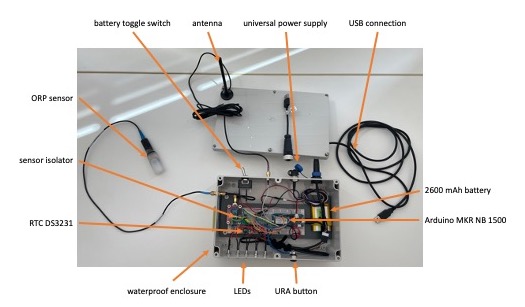 battery toggle switch
antenna
universal power supply
USB connection
ORP sensor
sensor isolator
2600 mAh battery
RTC DS3231
Arduino MKR NB 1500
waterproof enclosure
LEDs
URA button